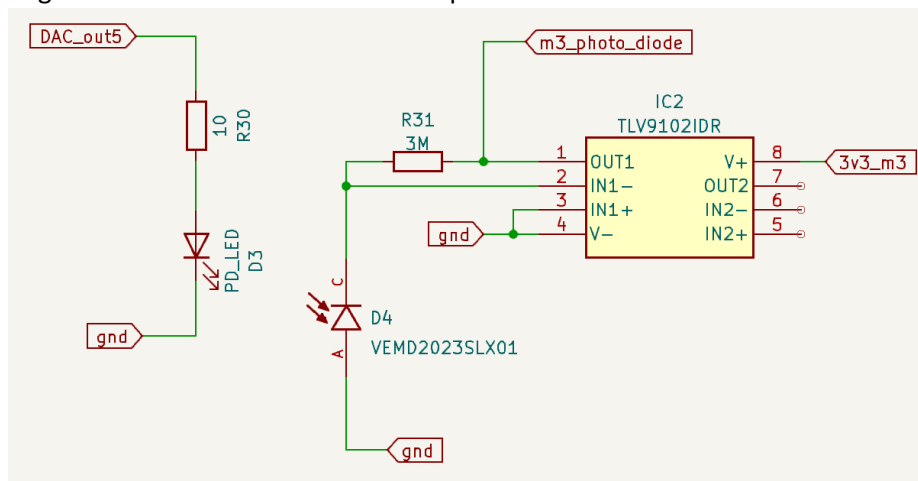 DAC_out5
10
R30
PD_LED
D3
gnd
m3_photo_diode
R31
3M
IC2
TLV9102IDR
1
OUT1
V+
8
3v3_m3
2
IN1-
OUT2
7
3
IN1+
IN2-
6
gnd
4
V-
IN2+
5
C
D4
A
VEMD2023SLX01
gnd